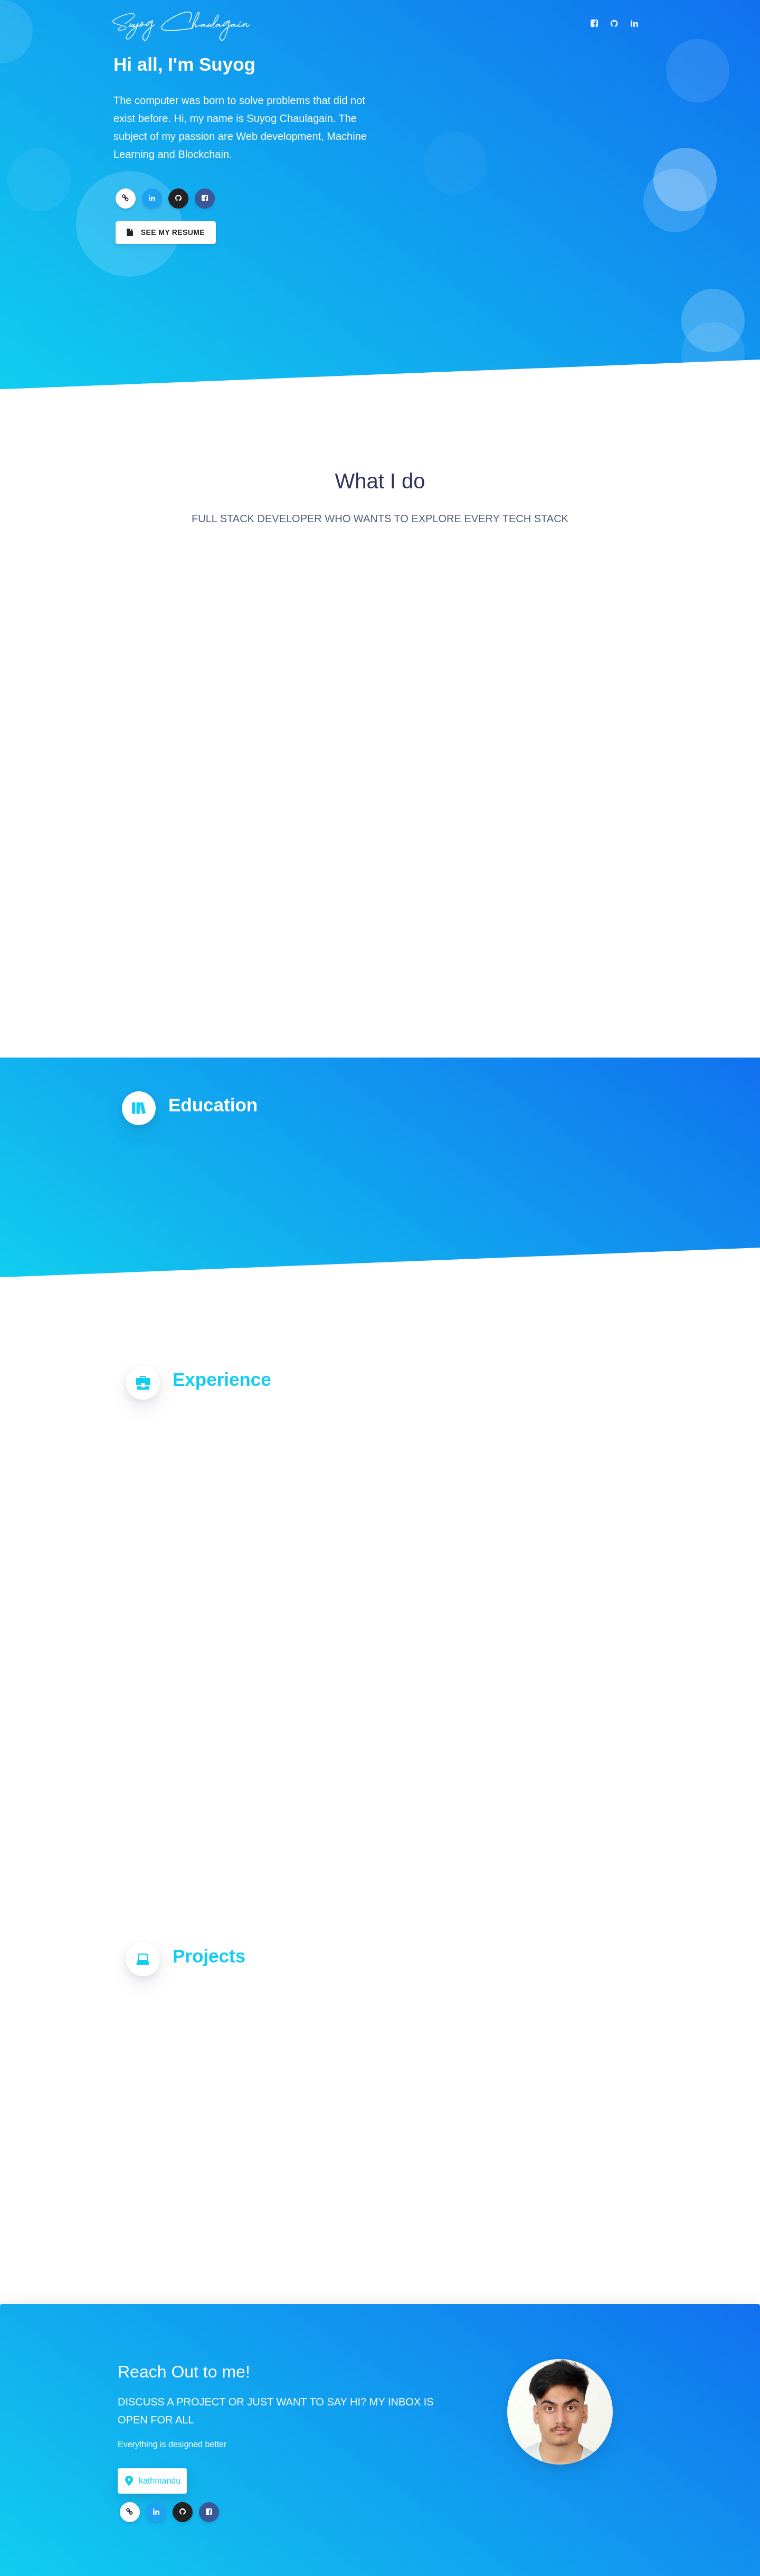 Suyog Chaulagain
Hi all, I'm Suyog
The computer was born to solve problems that did not
exist before. Hi, my name is Suyog Chaulagain. The
subject of my passion are Web development, Machine
Learning and Blockchain.
SEE MY RESUME
What I do
FULL STACK DEVELOPER WHO WANTS TO EXPLORE EVERY TECH STACK
Education
Experience
Projects
Reach Out to me!
DISCUSS A PROJECT OR JUST WANT TO SAY HI? MY INBOX IS
OPEN FOR ALL
Everything is designed better
kathmandu